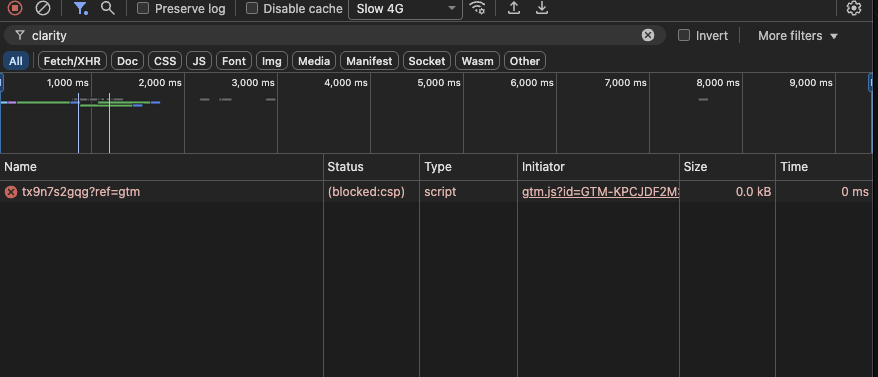 Preserve log Disable cache Slow 4G
clarity Invert More filters
All Fetch/XHR Doc CSS JS Font Img Media Manifest Socket Wasm Other
1,000 ms 2,000 ms 3,000 ms 4,000 ms 5,000 ms 6,000 ms 7,000 ms 8,000 ms 9,000 ms
Name Status Type Initiator Size Time
tx9n7s2gqg?ref=gtm (blocked:csp) script gtm.js?id=GTM-KPCJDF2M 0.0 kB 0 ms